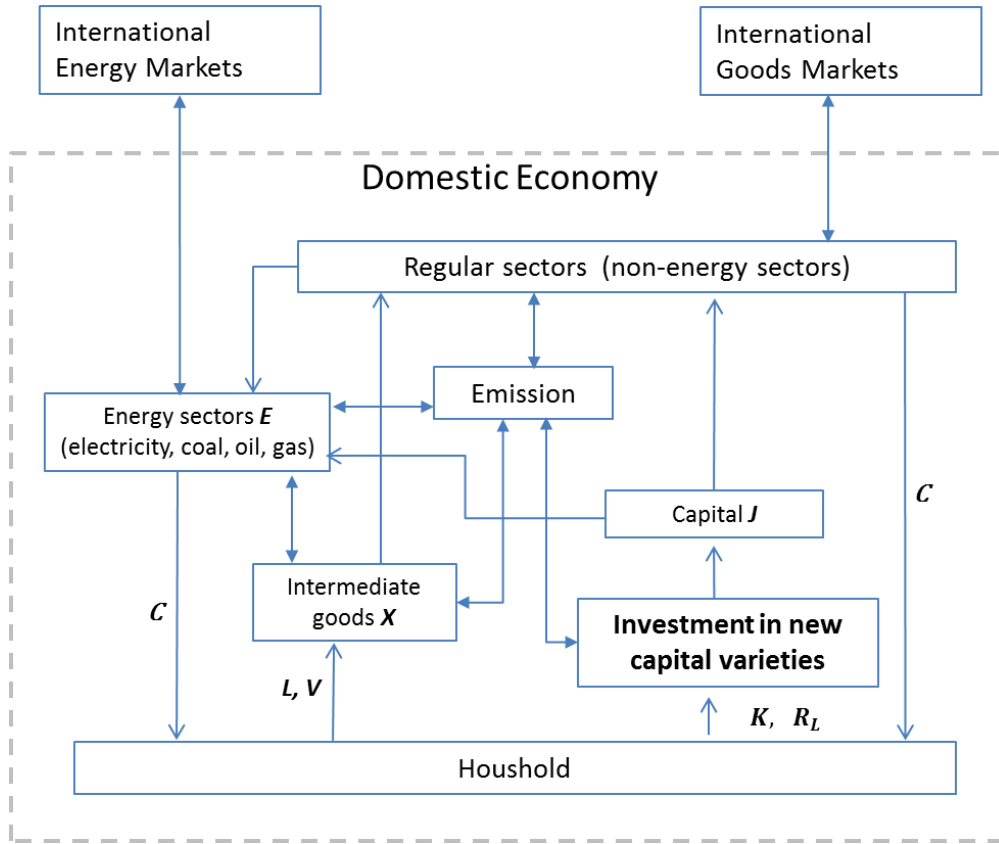 International
Energy Markets
International
Goods Markets
Domestic Economy
Regular sectors (non-energy sectors)
Emission
Energy sectors E
(electricity, coal, oil, gas)
Capital J
C
C
Intermediate
goods X
Investment in new
capital varieties
L, V
K, R_L
Houshold